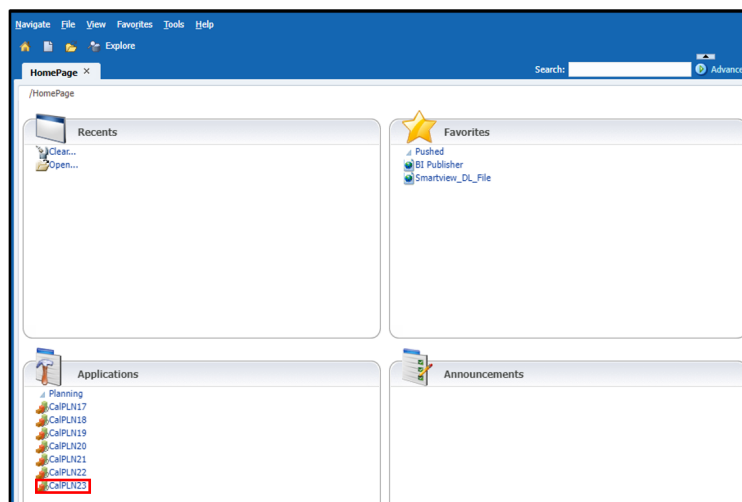 Navigate File View Favorites Tools Help
Explore
HomePage × Search: Advance
/HomePage
Recents
Clear...
Open...
Favorites
Pushed
BI Publisher
Smartview_DL_File
Applications
Planning
CalPLN17
CalPLN18
CalPLN19
CalPLN20
CalPLN21
CalPLN22
CalPLN23
Announcements